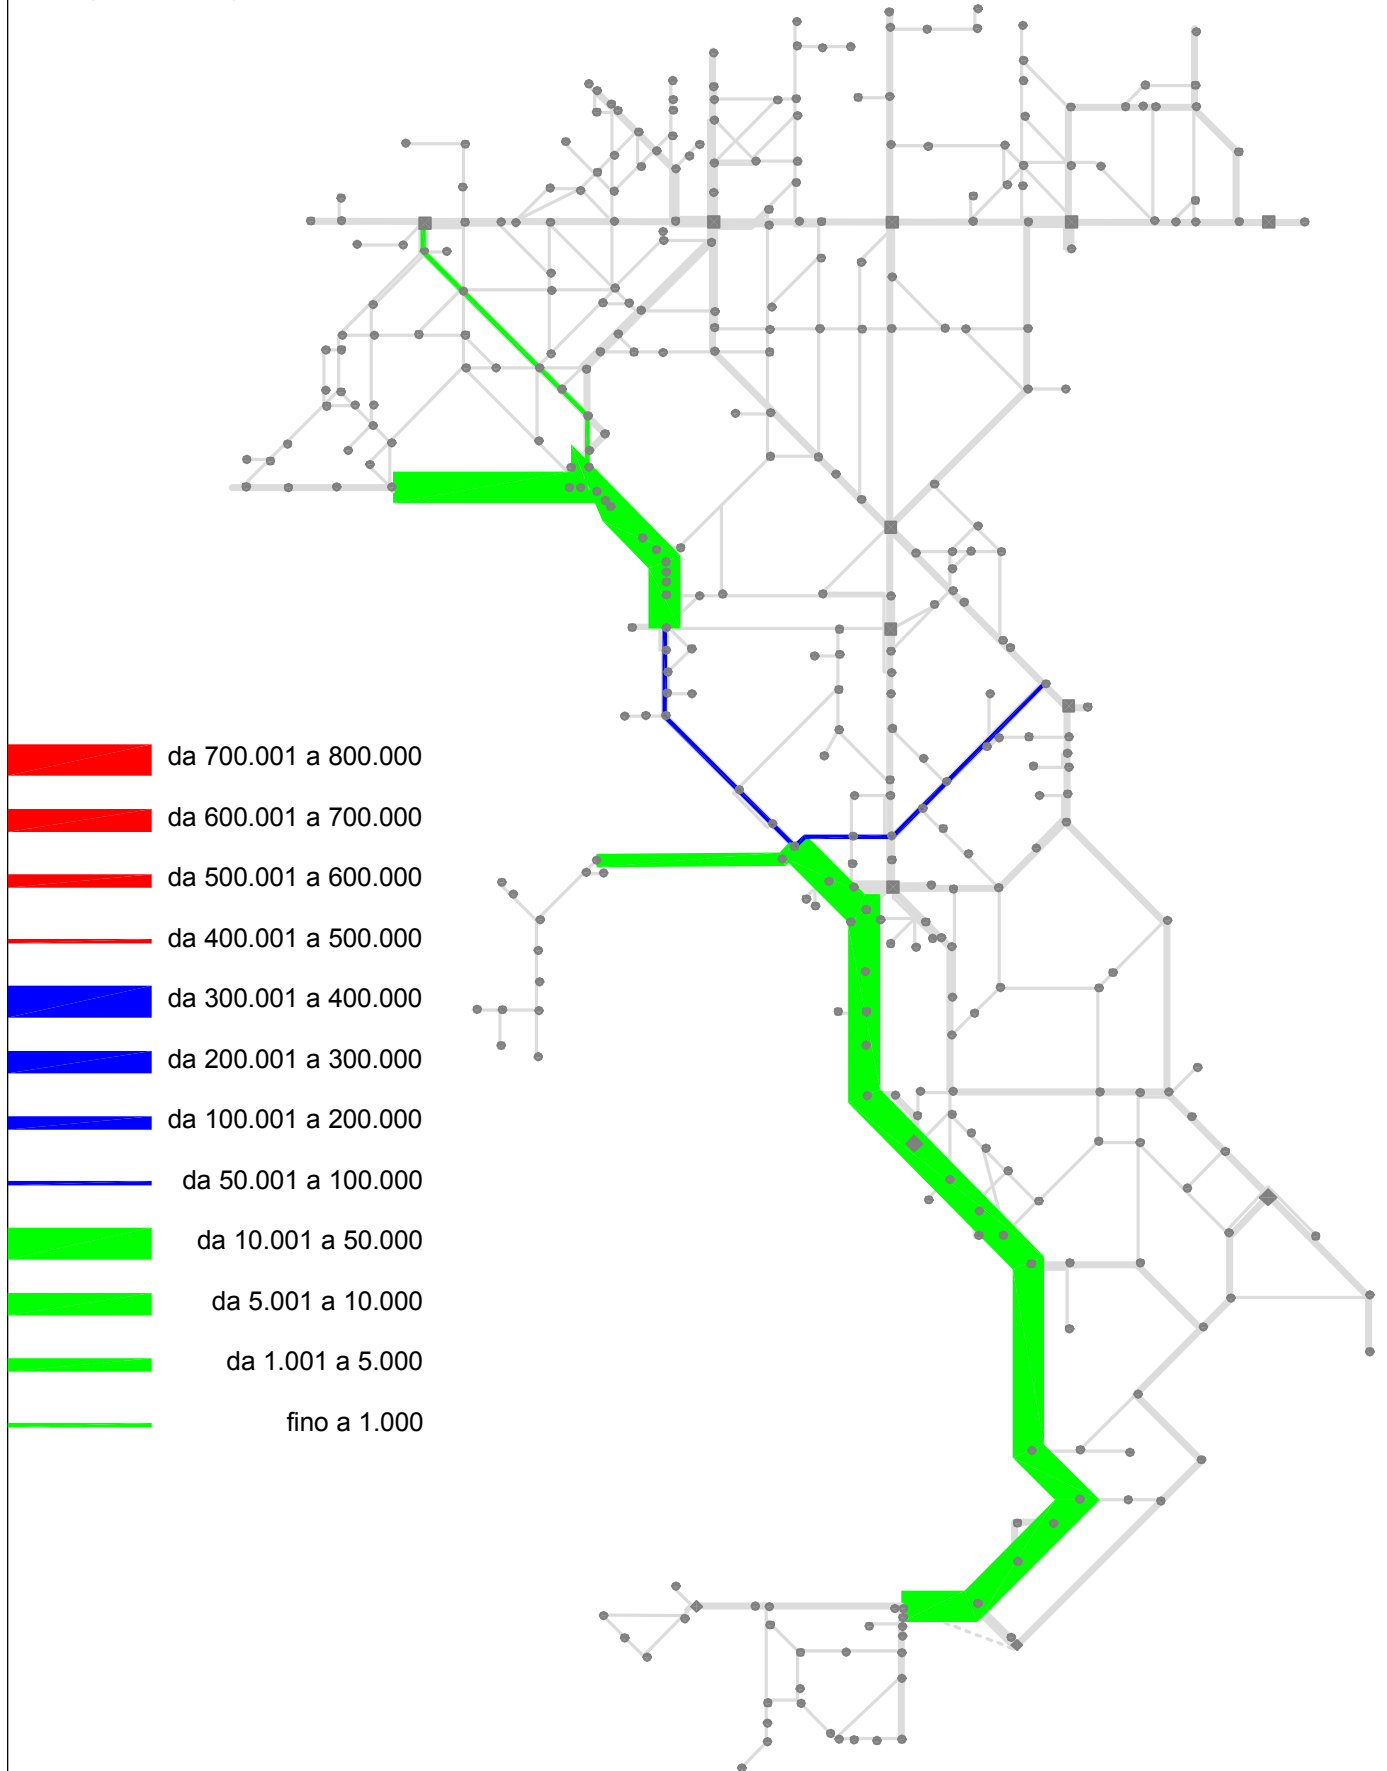 da 700.001 a 800.000
da 600.001 a 700.000
da 500.001 a 600.000
da 400.001 a 500.000
da 300.001 a 400.000
da 200.001 a 300.000
da 100.001 a 200.000
da 50.001 a 100.000
da 10.001 a 50.000
da 5.001 a 10.000
da 1.001 a 5.000
fino a 1.000